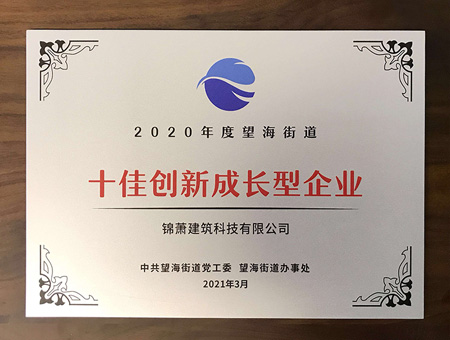 2020年度望海街道
十佳创新成长型企业
锦萧建筑科技有限公司
中共望海街道党工委 望海街道办事处
2021年3月